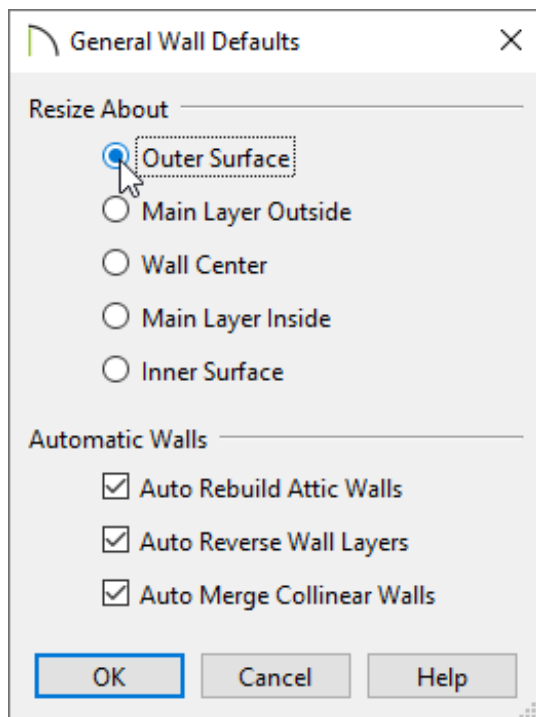 General Wall Defaults
Resize About
Outer Surface
Main Layer Outside
Wall Center
Main Layer Inside
Inner Surface
Automatic Walls
Auto Rebuild Attic Walls
Auto Reverse Wall Layers
Auto Merge Collinear Walls
OK Cancel Help